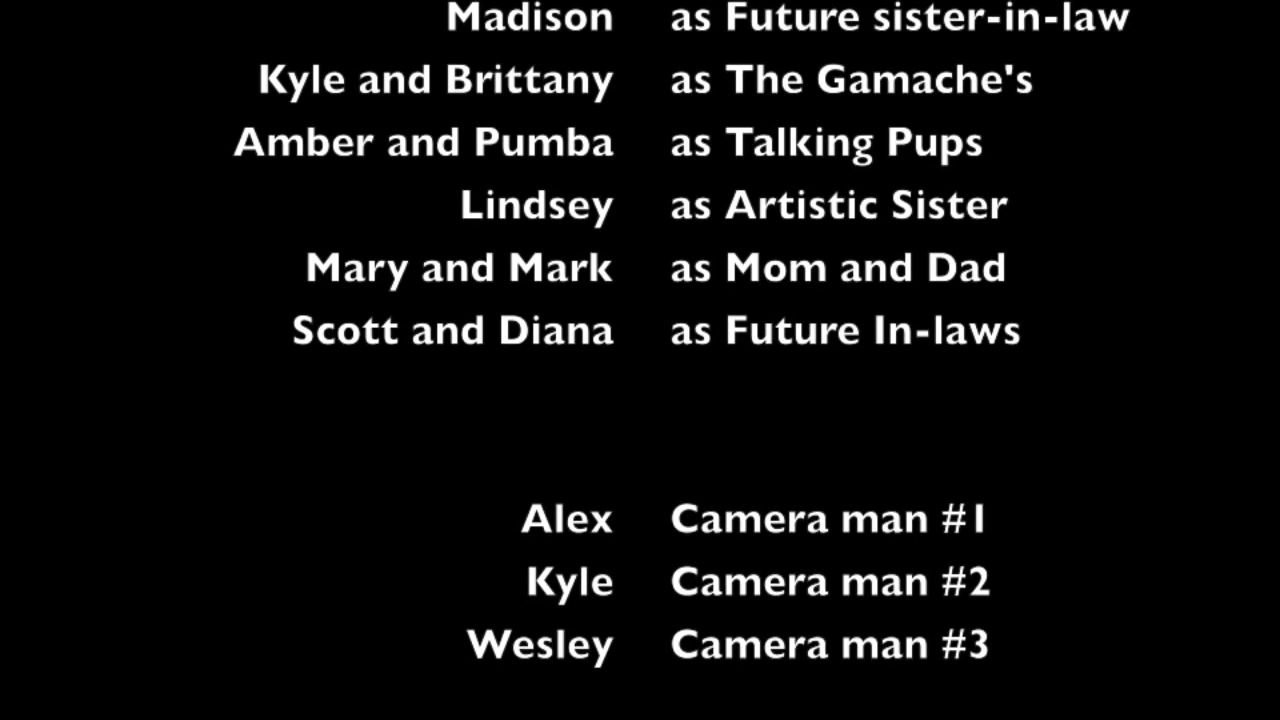 Madison as Future sister-in-law
Kyle and Brittany as The Gamache's
Amber and Pumba as Talking Pups
Lindsey as Artistic Sister
Mary and Mark as Mom and Dad
Scott and Diana as Future In-laws
Alex Camera man #1
Kyle Camera man #2
Wesley Camera man #3